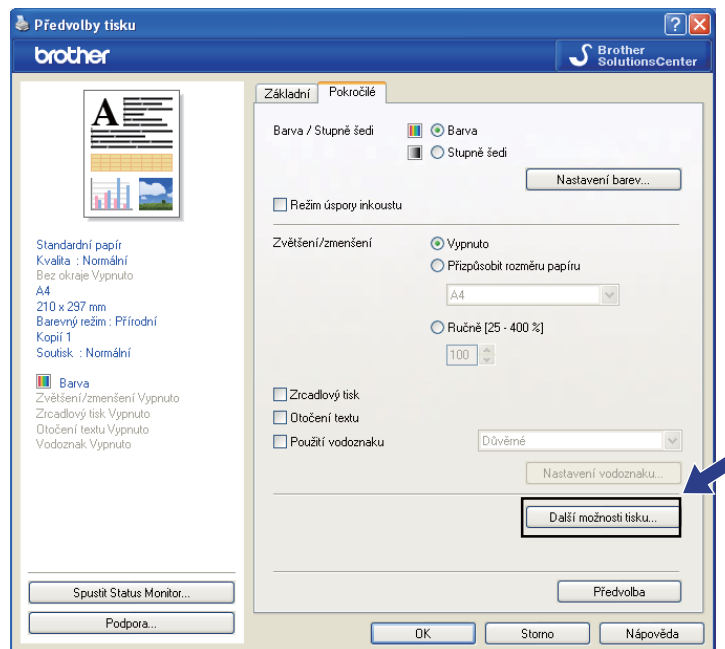 Předvolby tisku
brother
Brother
SolutionsCenter
A
Standardní papír
Kvalita : Normální
Bez okraje Vypnuto
A4
210 x 297 mm
Barevný režim : Přírodní
Kopií 1
Soutisk : Normální
Barva
Zvětšení/zmenšení Vypnuto
Zrcadlový tisk Vypnuto
Otočení textu Vypnuto
Vodoznak Vypnuto
Spustit Status Monitor...
Podpora...
Základní Pokročilé
Barva / Stupně šedi Barva
Stupně šedi
Nastavení barev...
Režim úspory inkoustu
Zvětšení/zmenšení Vypnuto
Přizpůsobit rozměru papíru
A4
Ručně [25 - 400 %]
100
Zrcadlový tisk
Otočení textu
Použití vodoznaku Důvěrné
Nastavení vodoznaku...
Další možnosti tisku...
Předvolba
OK Storno Nápověda